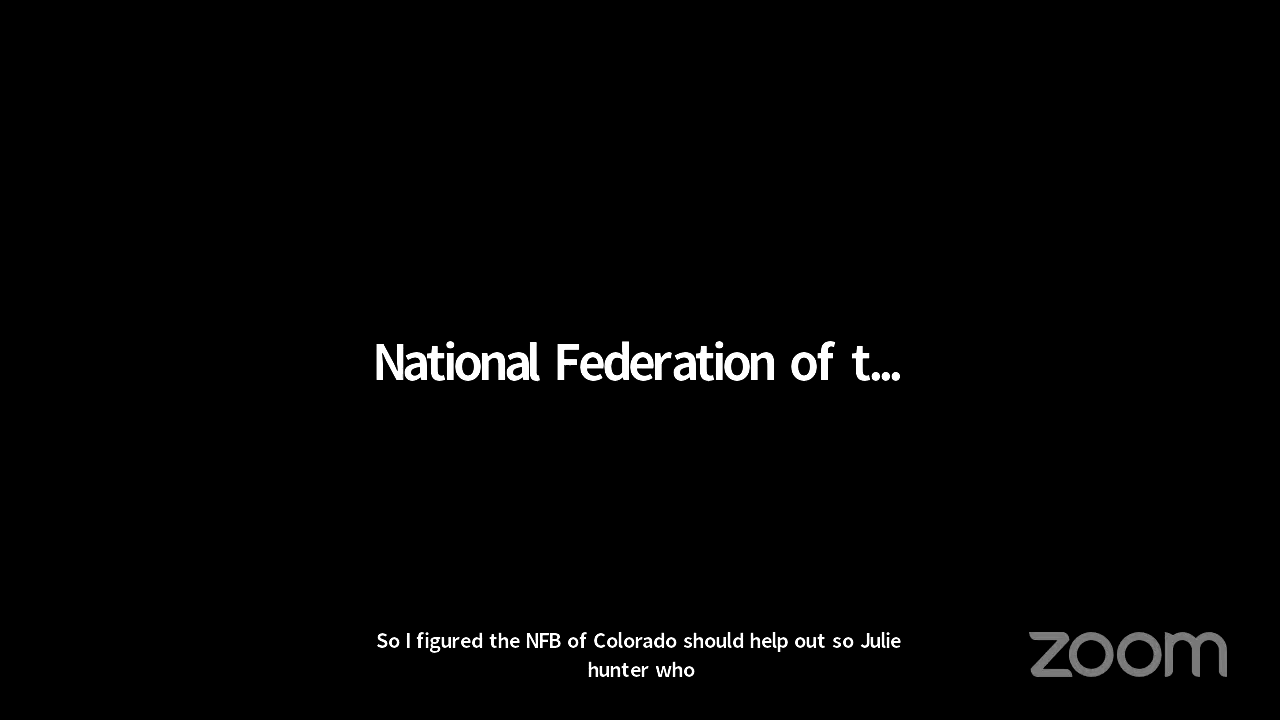 National Federation of t...
So I figured the NFB of Colorado should help out so Julie
hunter who
zoom